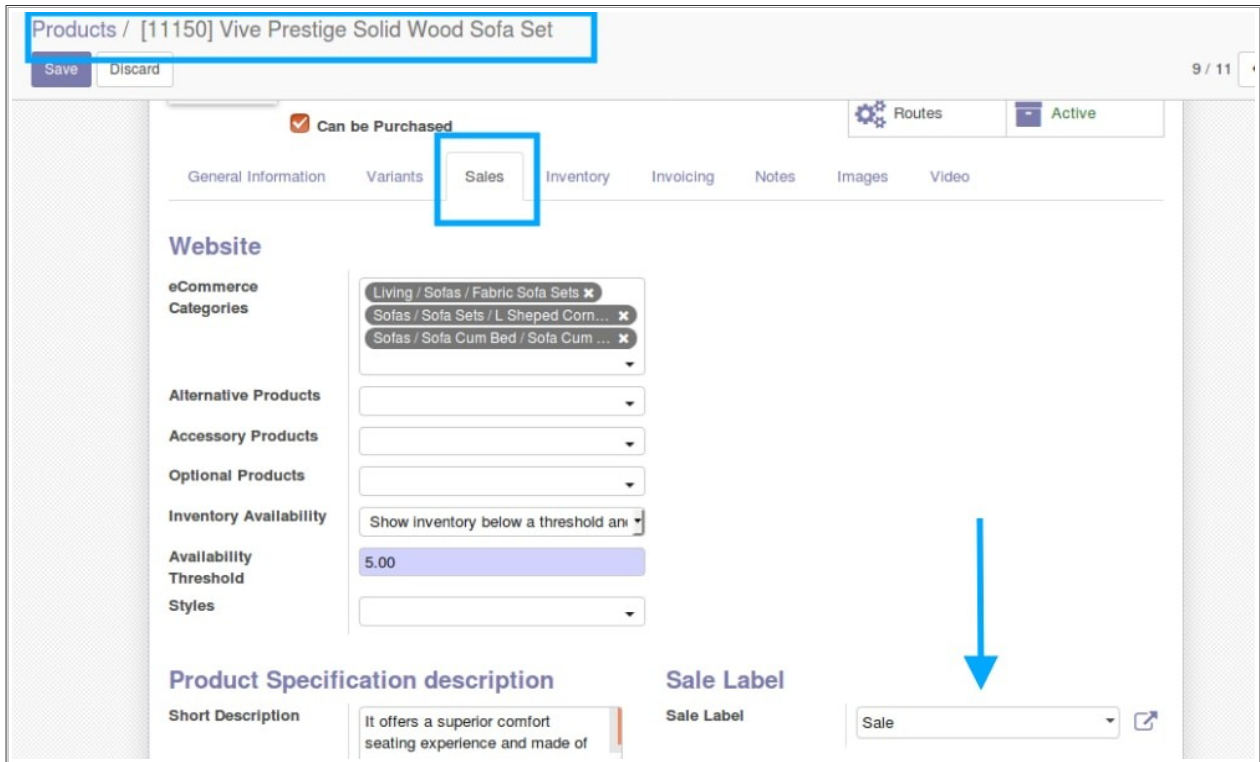 Products / [11150] Vive Prestige Solid Wood Sofa Set
Save Discard 9 / 11
Can be Purchased Routes Active
General Information Variants Sales Inventory Invoicing Notes Images Video
Website
eCommerce
Categories
Living / Sofas / Fabric Sofa Sets ×
Sofas / Sofa Sets / L Sheped Corn... ×
Sofas / Sofa Cum Bed / Sofa Cum ... ×
Alternative Products
Accessory Products
Optional Products
Inventory Availability Show inventory below a threshold an
Availability
Threshold
5.00
Styles
Product Specification description Sale Label
Short Description It offers a superior comfort
seating experience and made of
Sale Label Sale